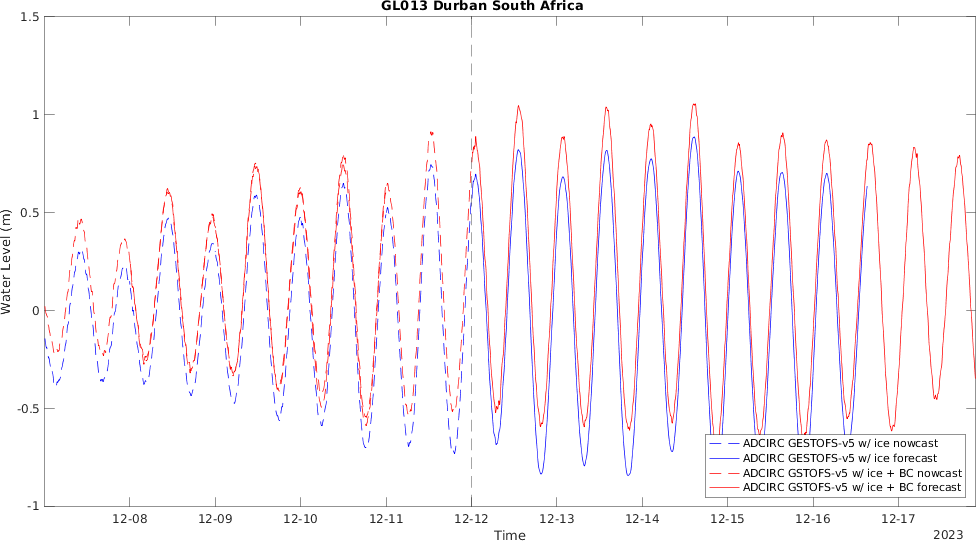 GL013 Durban South Africa
1.5
1
0.5
0
-0.5
-1
Water Level (m)
ADCIRC GESTOFS-v5 w/ ice nowcast
ADCIRC GESTOFS-v5 w/ ice forecast
ADCIRC GSTOFS-v5 w/ ice + BC nowcast
ADCIRC GSTOFS-v5 w/ ice + BC forecast
12-08 12-09 12-10 12-11 12-12 12-13 12-14 12-15 12-16 12-17
Time
2023